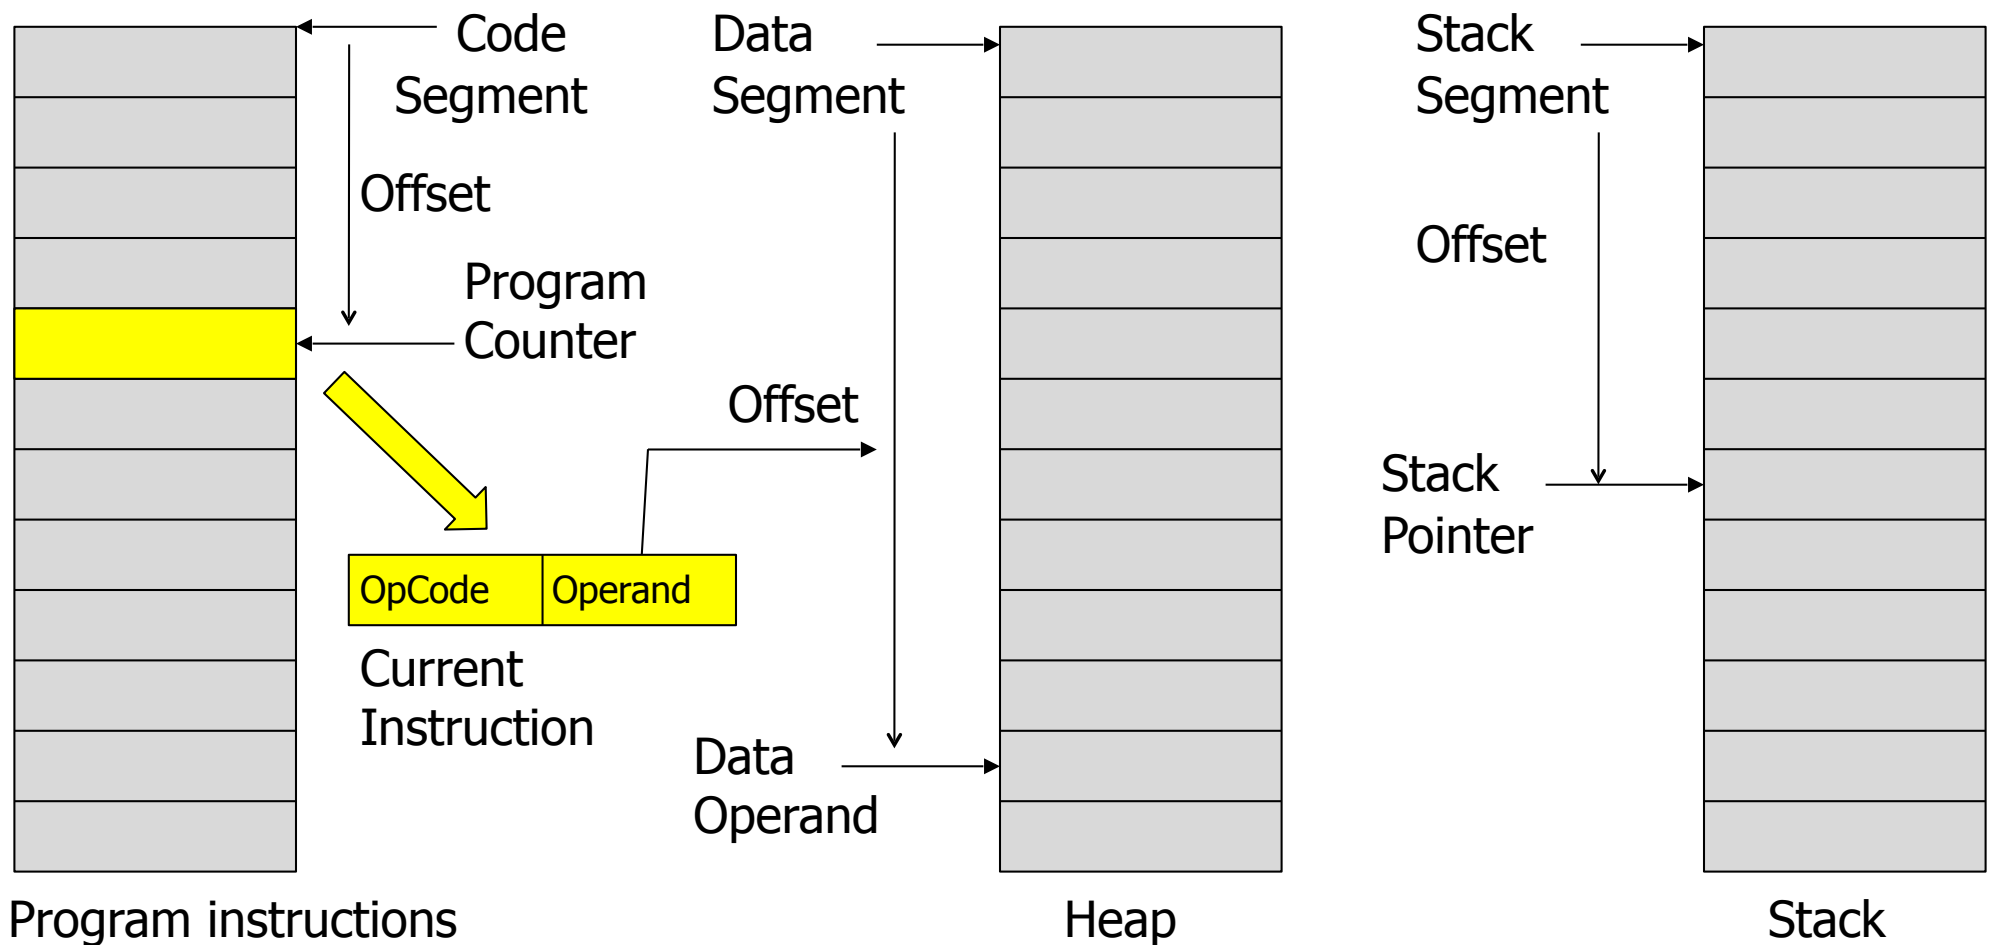 Code
Segment
Offset
Program
Counter
OpCode
Operand
Current
Instruction
Program instructions
Data
Segment
Offset
Data
Operand
Heap
Stack
Segment
Offset
Stack
Pointer
Stack